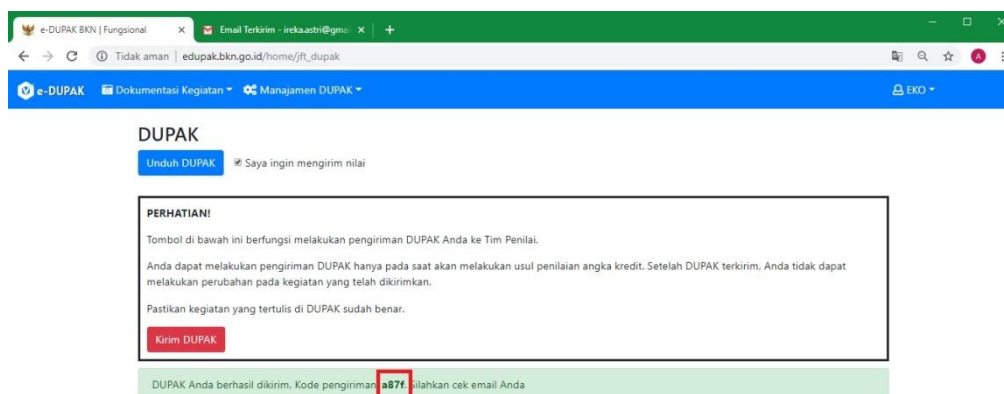 e-DUPAK BKN | Fungsional
Email Terkirim - ireka.astri@gma
Tidak aman | edupak.bkn.go.id/home/jft_dupak
A
e-DUPAK Dokumentasi Kegiatan Manajamen DUPAK EKO
DUPAK
Unduh DUPAK Saya ingin mengirim nilai
PERHATIAN!
Tombol di bawah ini berfungsi melakukan pengiriman DUPAK Anda ke Tim Penilai.
Anda dapat melakukan pengiriman DUPAK hanya pada saat akan melakukan usul penilaian angka kredit. Setelah DUPAK terkirim, Anda tidak dapat
melakukan perubahan pada kegiatan yang telah dikirimkan.
Pastikan kegiatan yang tertulis di DUPAK sudah benar.
Kirim DUPAK
DUPAK Anda berhasil dikirim. Kode pengiriman a87f. Silahkan cek email Anda